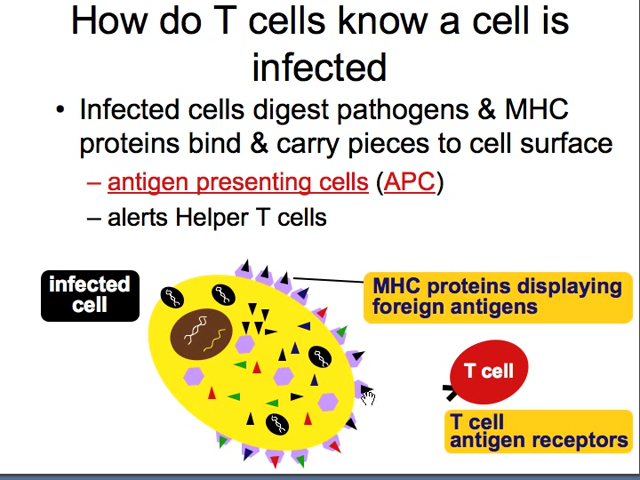 How do T cells know a cell is
infected
• Infected cells digest pathogens & MHC
proteins bind & carry pieces to cell surface
– antigen presenting cells (APC)
– alerts Helper T cells
infected
cell
MHC proteins displaying
foreign antigens
T cell
T cell
antigen receptors